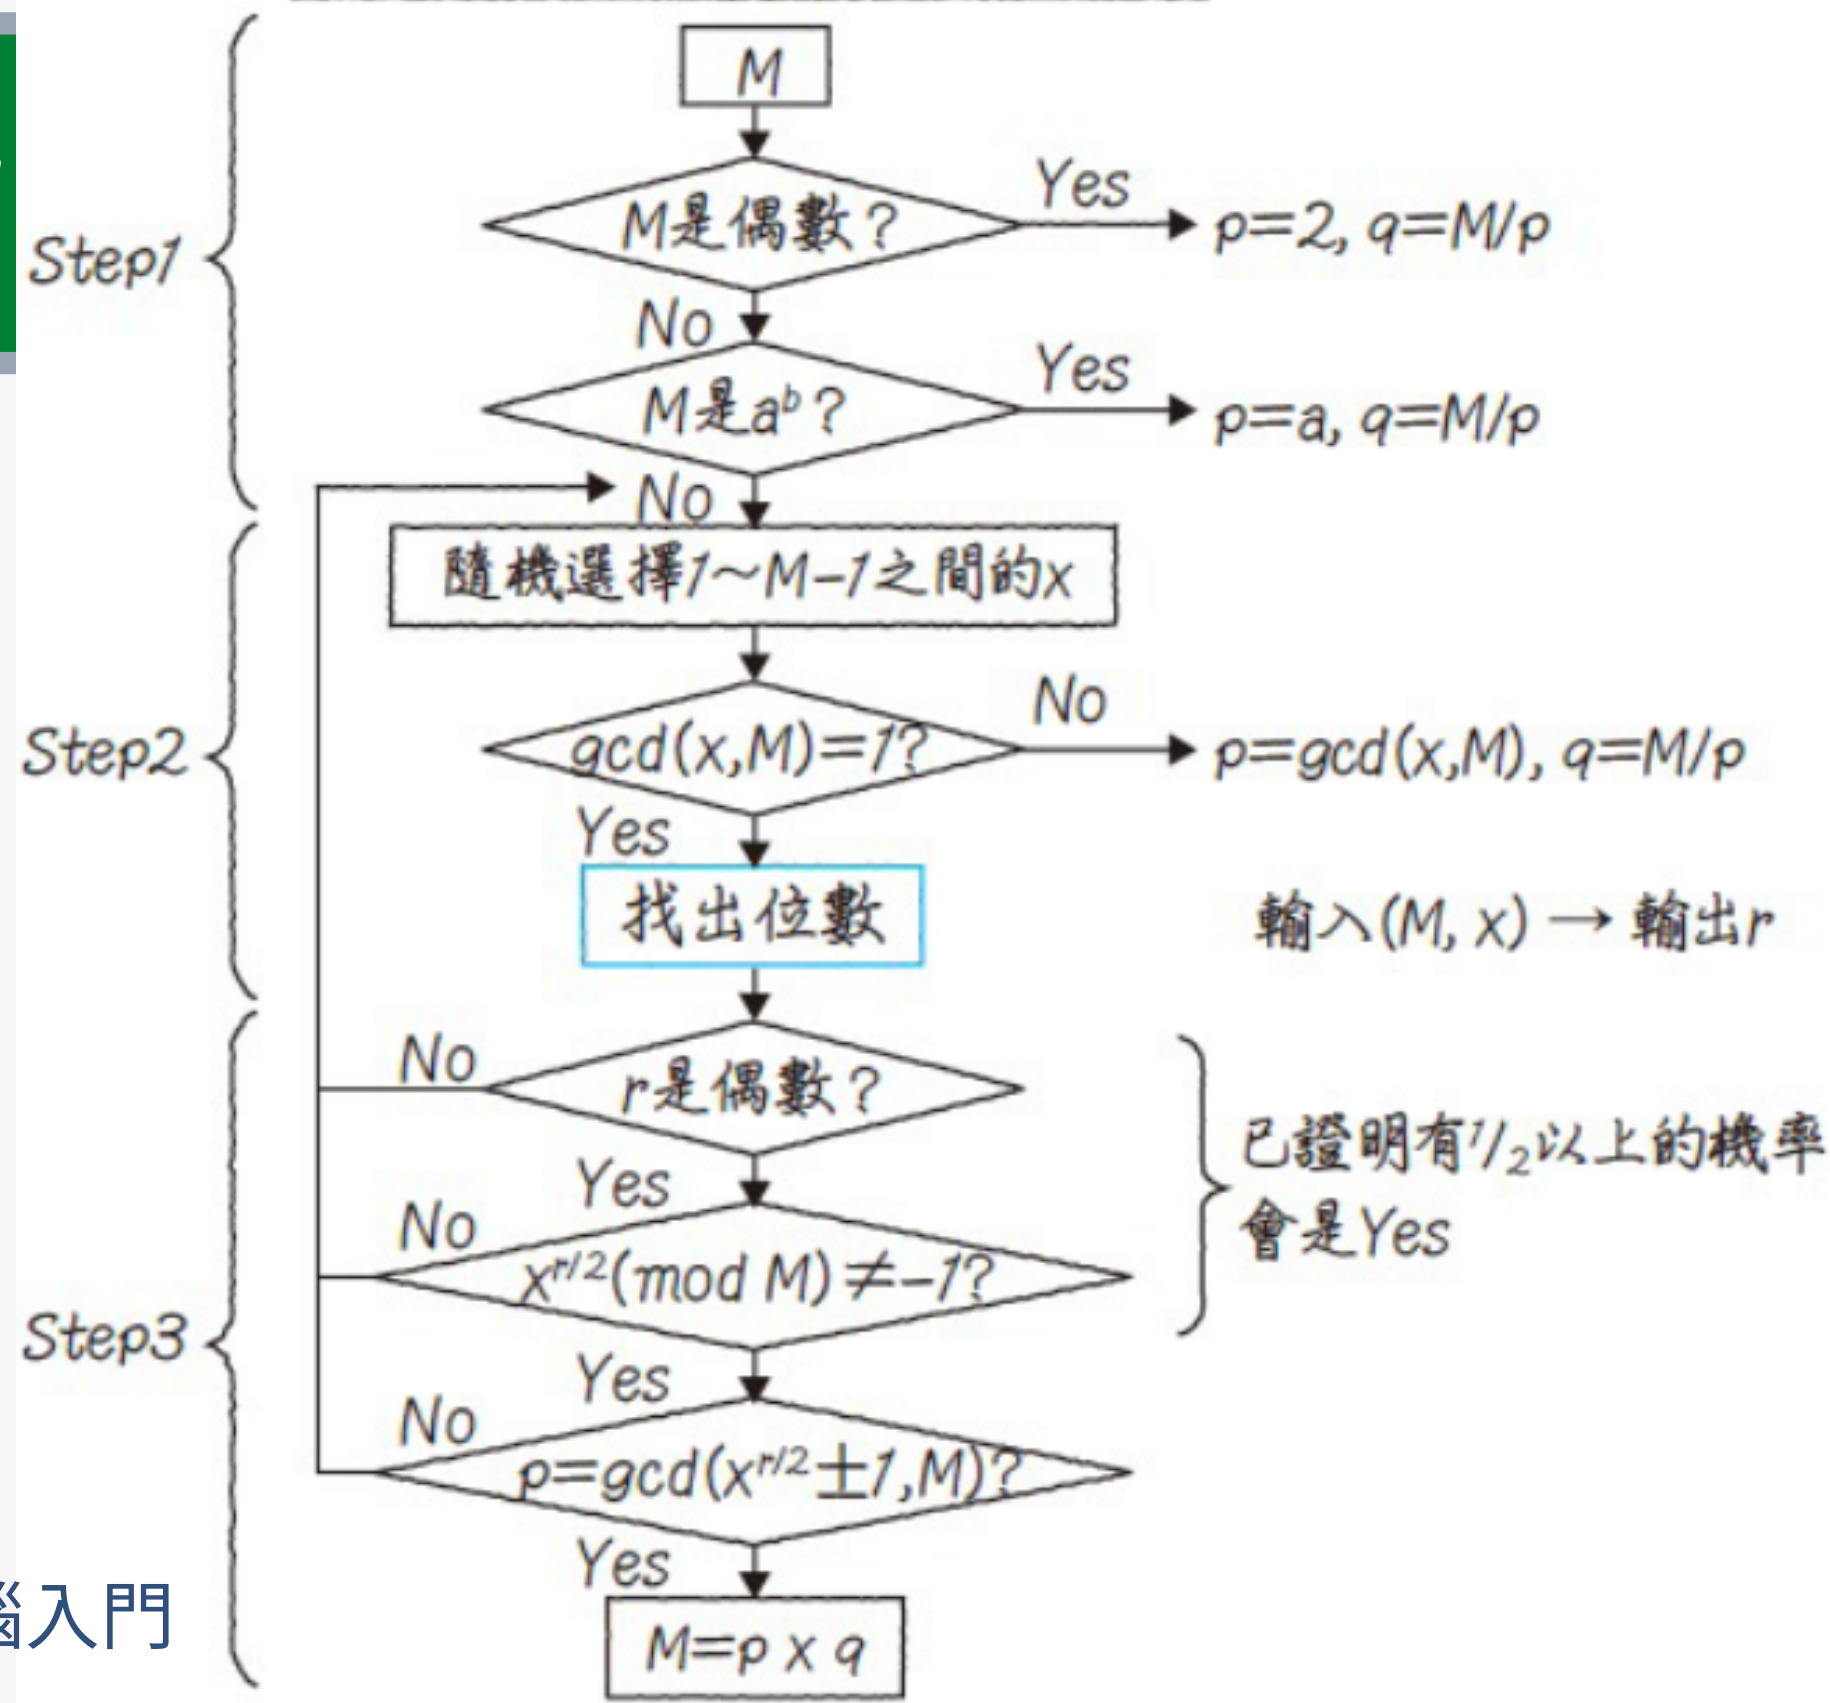 M
M是偶數?
Yes
p=2, q=M/p
Step1
No
M是aᵇ?
Yes
p=a, q=M/p
No
隨機選擇1~M-1之間的x
Step2
gcd(x,M)=1?
No
p=gcd(x,M), q=M/p
Yes
找出位數
輸入(M, x) → 輸出r
No
r是偶數?
已證明有1/2以上的機率
會是Yes
Yes
No
x^r/2(mod M)≠-1?
Step3
Yes
No
p=gcd(x^r/2±1,M)?
Yes
M=p x q
入門